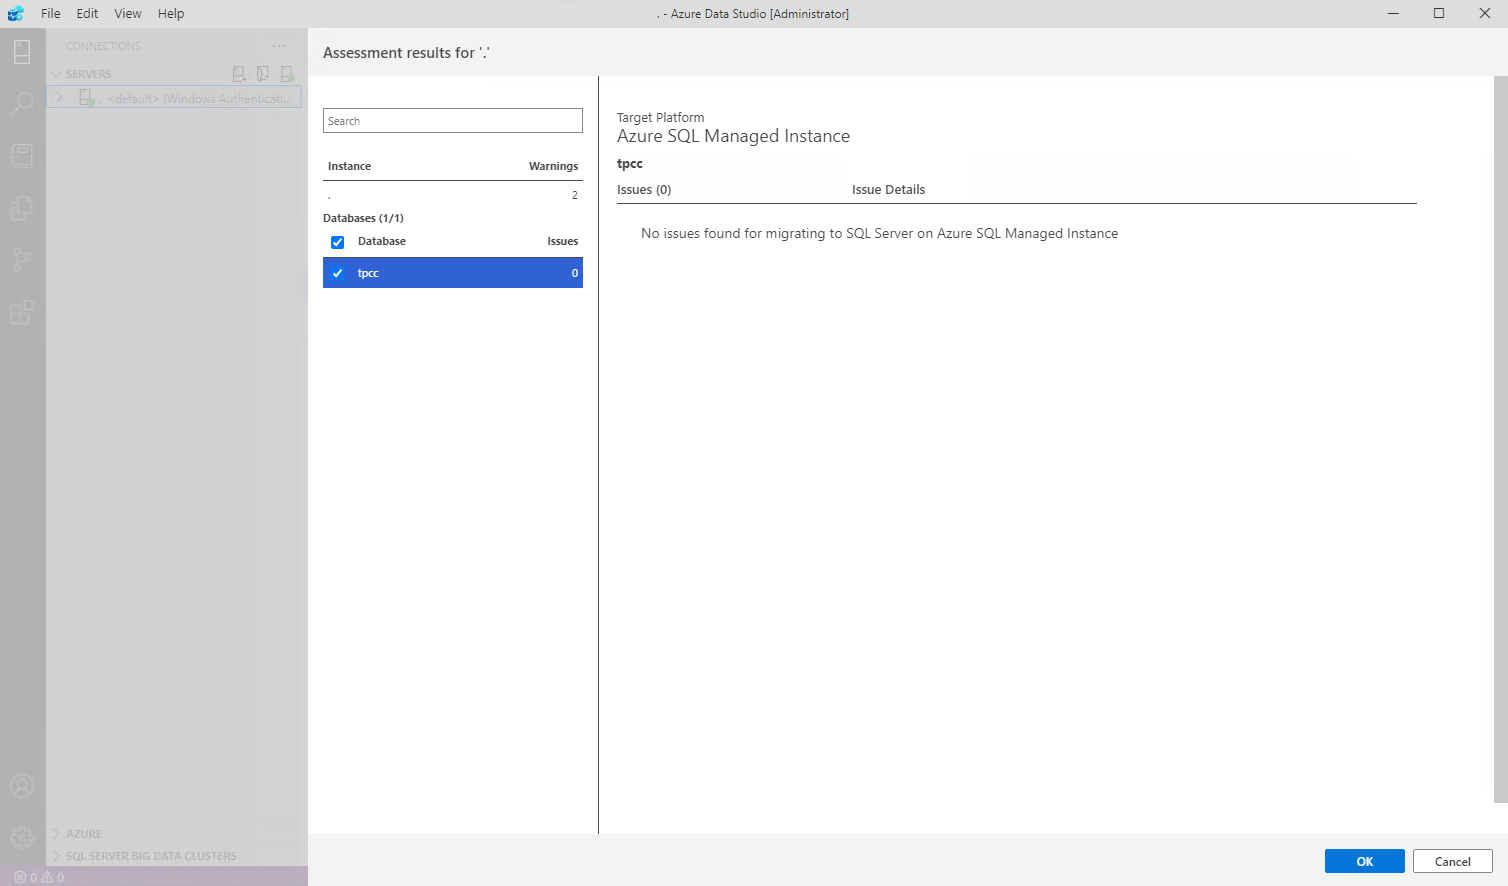 File Edit View Help
. - Azure Data Studio [Administrator]
CONNECTIONS
SERVERS
. <default> (Windows Authenticati...
AZURE
SQL SERVER BIG DATA CLUSTERS
0 0
Assessment results for '.'
Search
Instance Warnings
. 2
Databases (1/1)
Database Issues
tpcc 0
Target Platform
Azure SQL Managed Instance
tpcc
Issues (0) Issue Details
No issues found for migrating to SQL Server on Azure SQL Managed Instance
OK Cancel